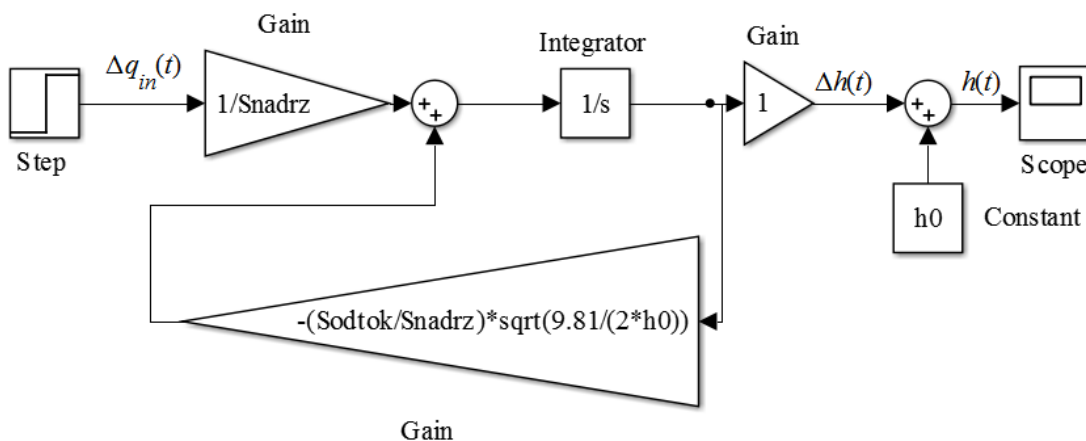 Gain
Δq_in(t)
1/Snadrz
Step
Integrator
1/s
Gain
1
Δh(t)
h(t)
Scope
h0
Constant
-(Sodtok/Snadrz)*sqrt(9.81/(2*h0))
Gain